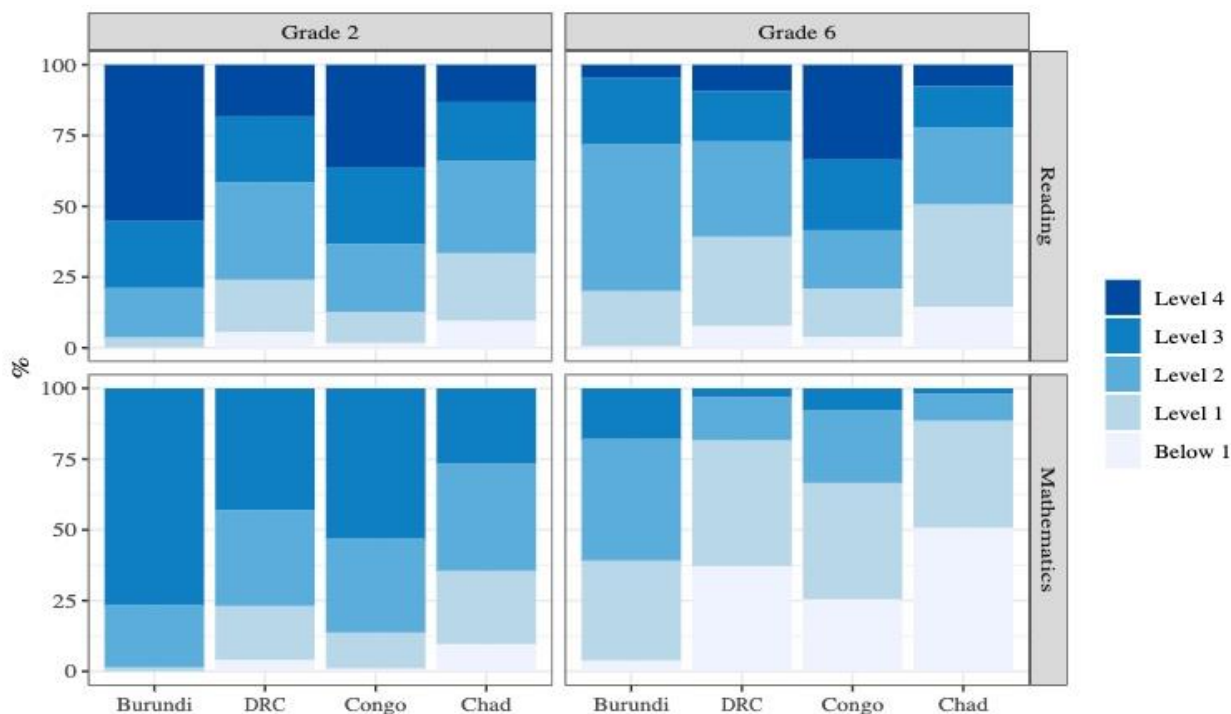 Grade 2
Grade 6
100
75
50
25
0
Reading
%
100
75
50
25
0
Mathematics
Burundi DRC Congo Chad
Burundi DRC Congo Chad
Level 4
Level 3
Level 2
Level 1
Below 1